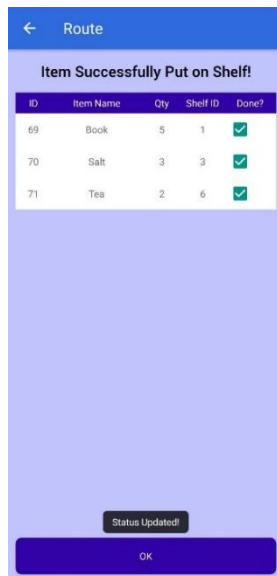 Route
Item Successfully Put on Shelf!
ID Item Name Qty Shelf ID Done?
69 Book 5 1
70 Salt 3 3
71 Tea 2 6
Status Updated!
OK